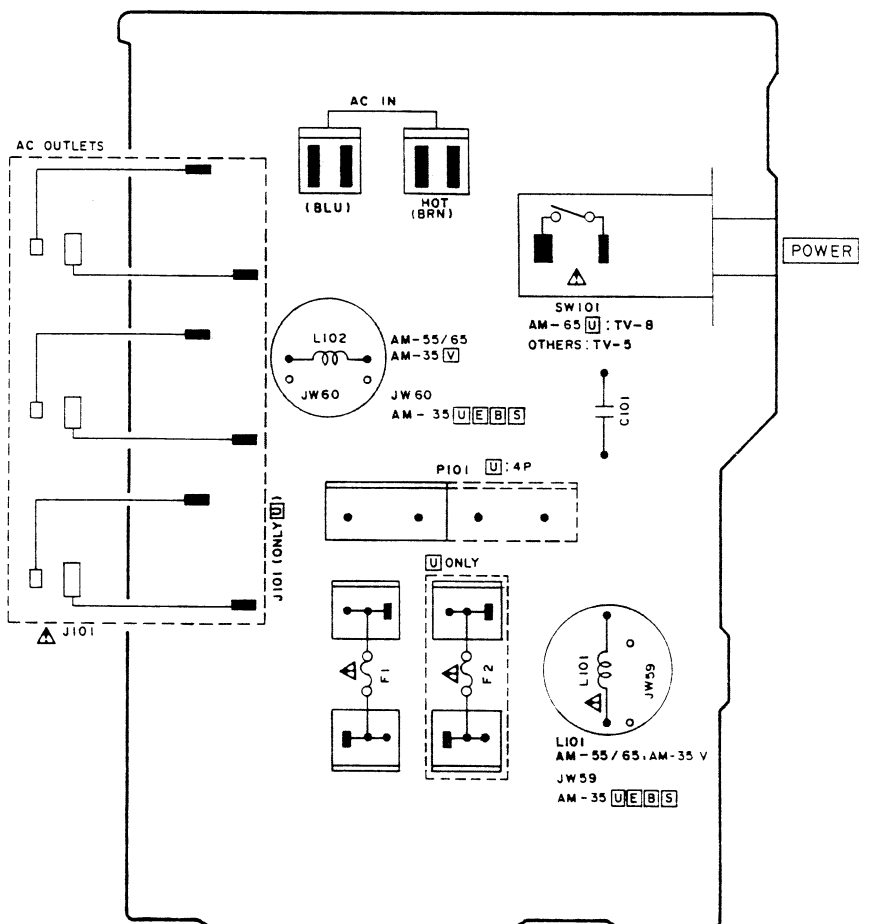 AC IN
AC OUTLETS
(BLU)
HOT
(BRN)
POWER
SW101
AM-65 U : TV-8
OTHERS : TV-5
L102
JW60
AM-55/65
AM-35 V
JW60
AM-35 U E B S
C101
P101 U : 4P
J101 (ONLY U)
U ONLY
J101
F1
F2
L101
JW59
L101
AM-55/65, AM-35 V
JW59
AM-35 U E B S